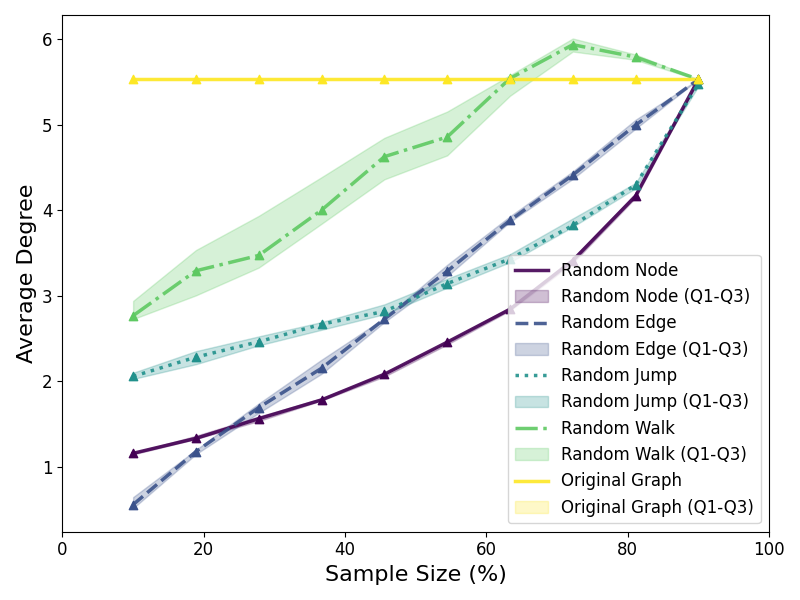 6
5
4
3
2
1
Average Degree
0
20
40
60
80
100
Sample Size (%)
Random Node
Random Node (Q1-Q3)
Random Edge
Random Edge (Q1-Q3)
Random Jump
Random Jump (Q1-Q3)
Random Walk
Random Walk (Q1-Q3)
Original Graph
Original Graph (Q1-Q3)